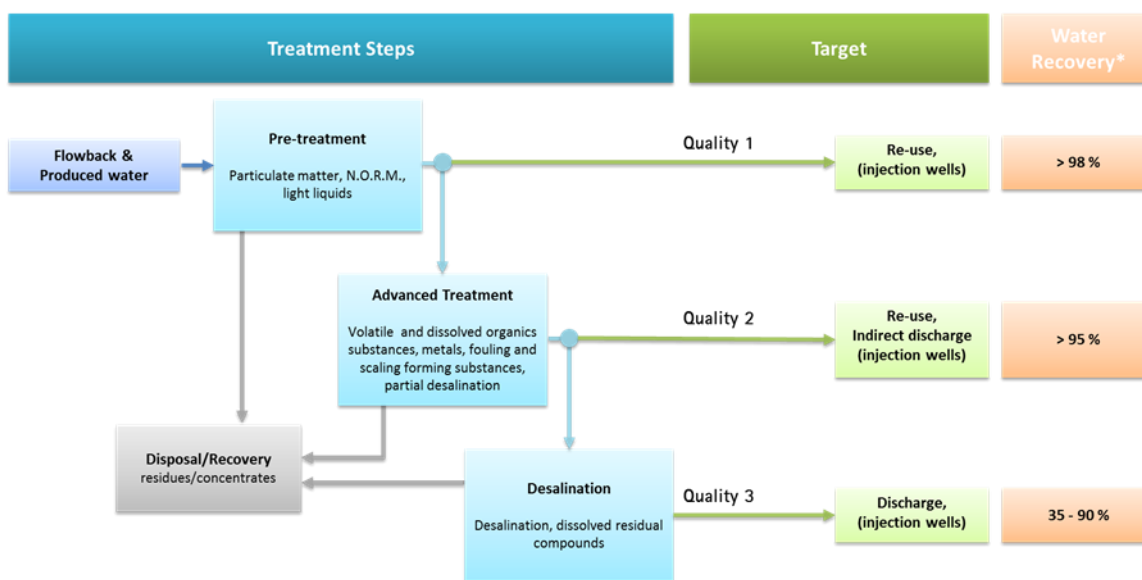 Treatment Steps
Target
Water
Recovery*
Flowback &
Produced water
Pre-treatment
Particulate matter, N.O.R.M.,
light liquids
Quality 1
Re-use,
(injection wells)
> 98 %
Advanced Treatment
Volatile and dissolved organics
substances, metals, fouling and
scaling forming substances,
partial desalination
Quality 2
Re-use,
Indirect discharge
(injection wells)
> 95 %
Disposal/Recovery
residues/concentrates
Desalination
Desalination, dissolved residual
compounds
Quality 3
Discharge,
(injection wells)
35 - 90 %